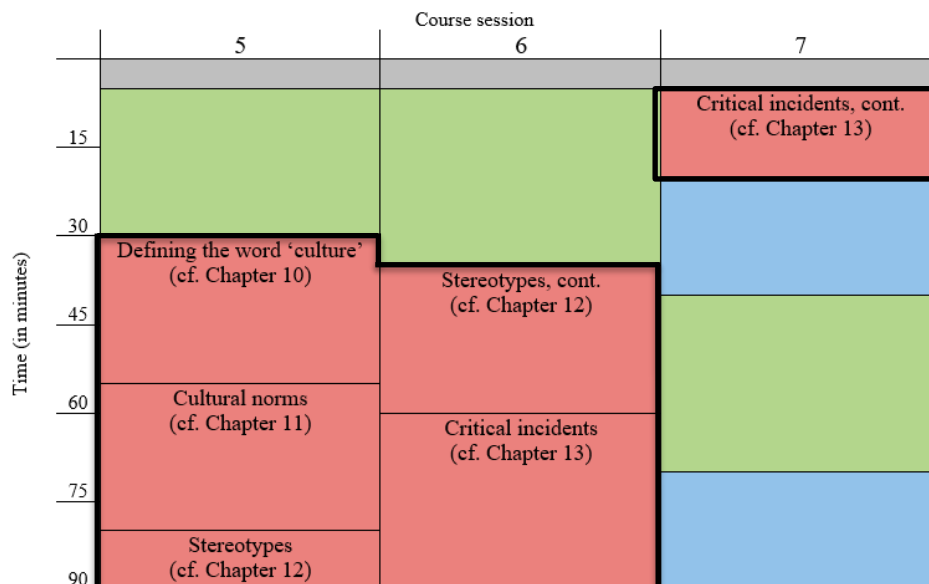 Course session
5 6 7
Critical incidents, cont.
(cf. Chapter 13)
15
30
Defining the word ‘culture’
(cf. Chapter 10)
Stereotypes, cont.
(cf. Chapter 12)
Time (in minutes)
45
Cultural norms
(cf. Chapter 11)
60
Critical incidents
(cf. Chapter 13)
75
Stereotypes
(cf. Chapter 12)
90